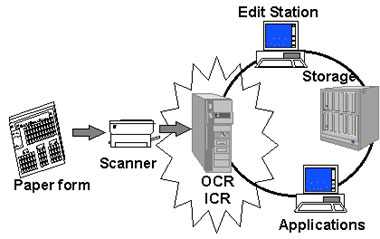 Edit Station
Storage
Scanner
Paper form
OCR
ICR
Applications